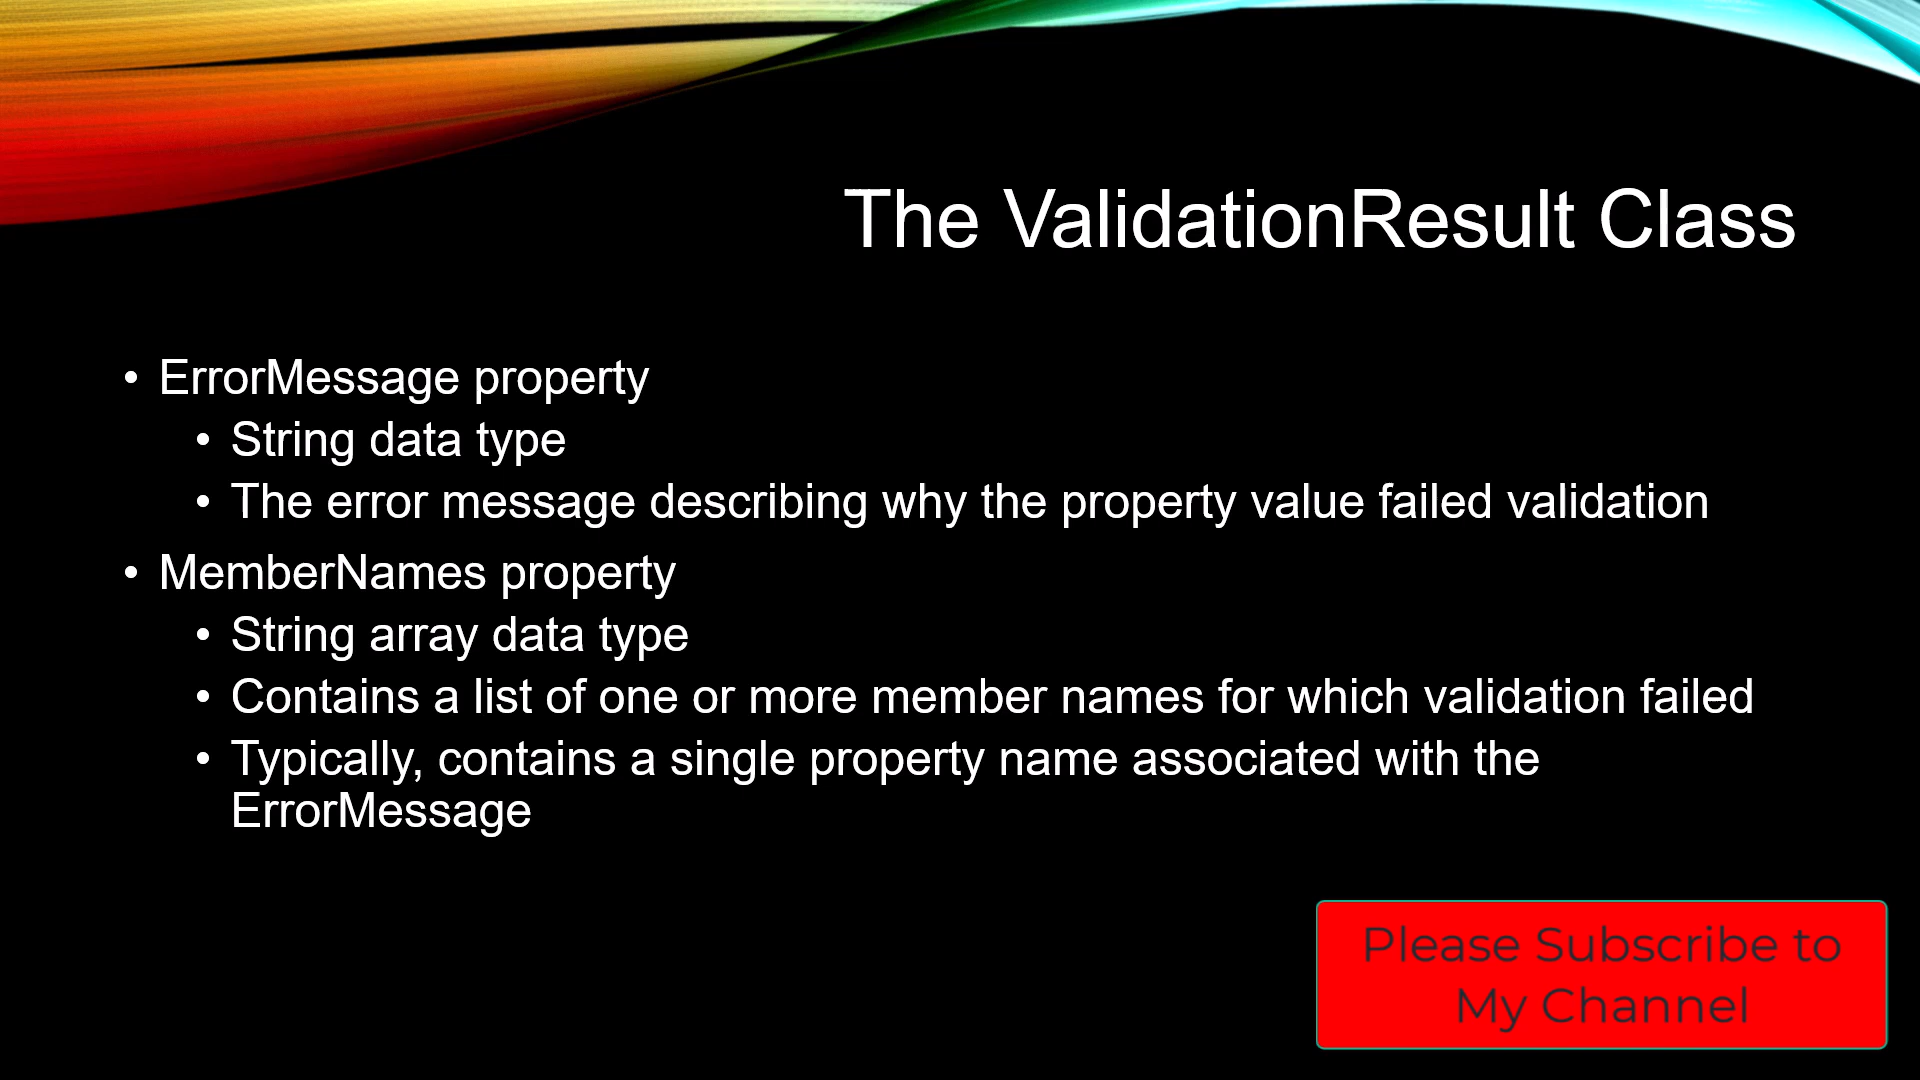 The ValidationResult Class
• ErrorMessage property
• String data type
• The error message describing why the property value failed validation
• MemberNames property
• String array data type
• Contains a list of one or more member names for which validation failed
• Typically, contains a single property name associated with the
ErrorMessage
Please Subscribe to
My Channel